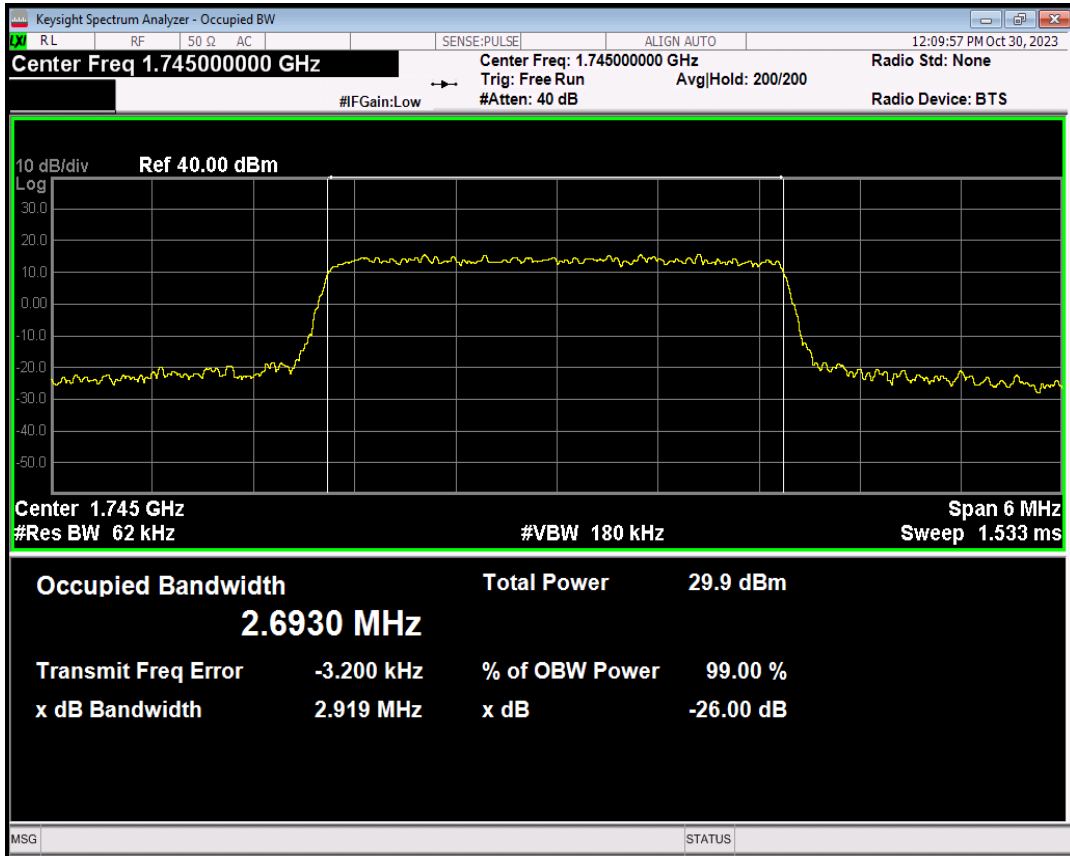 Keysight Spectrum Analyzer - Occupied BW
LXI RL RF 50 Ω AC SENSE:PULSE ALIGN AUTO 12:09:57 PM Oct 30, 2023
Center Freq 1.745000000 GHz
Center Freq: 1.745000000 GHz Radio Std: None
Trig: Free Run Avg|Hold: 200/200
#IFGain:Low #Atten: 40 dB Radio Device: BTS
10 dB/div Ref 40.00 dBm
Log
30.0
20.0
10.0
0.00
-10.0
-20.0
-30.0
-40.0
-50.0
Center 1.745 GHz Span 6 MHz
#Res BW 62 kHz #VBW 180 kHz Sweep 1.533 ms
Occupied Bandwidth Total Power 29.9 dBm
2.6930 MHz
Transmit Freq Error -3.200 kHz % of OBW Power 99.00 %
x dB Bandwidth 2.919 MHz x dB -26.00 dB
MSG STATUS